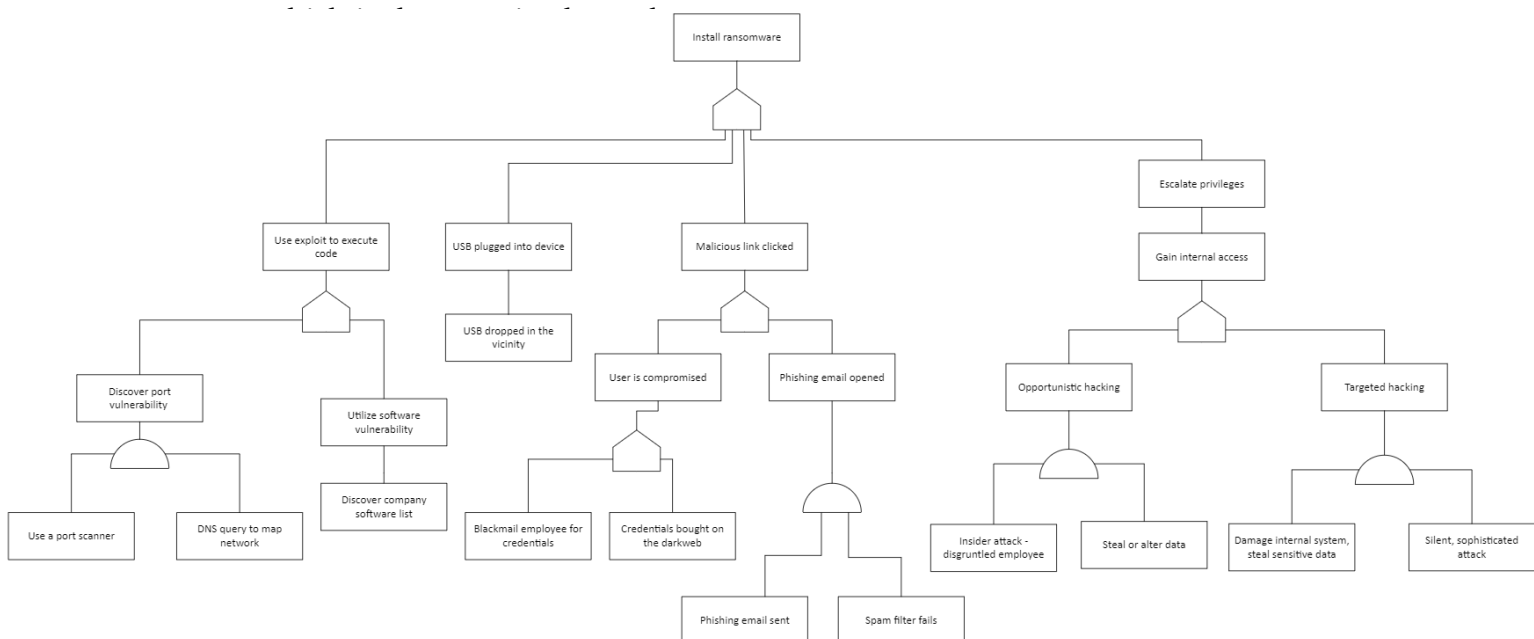 Install ransomware
Escalate privileges
Use exploit to execute
code
USB plugged into device
Malicious link clicked
Gain internal access
USB dropped in the
vicinity
Discover port
vulnerability
User is compromised
Phishing email opened
Opportunistic hacking
Targeted hacking
Utilize software
vulnerability
Use a port scanner
DNS query to map
network
Discover company
software list
Blackmail employee for
credentials
Credentials bought on
the darkweb
Insider attack -
disgruntled employee
Steal or alter data
Damage internal system,
steal sensitive data
Silent, sophisticated
attack
Phishing email sent
Spam filter fails